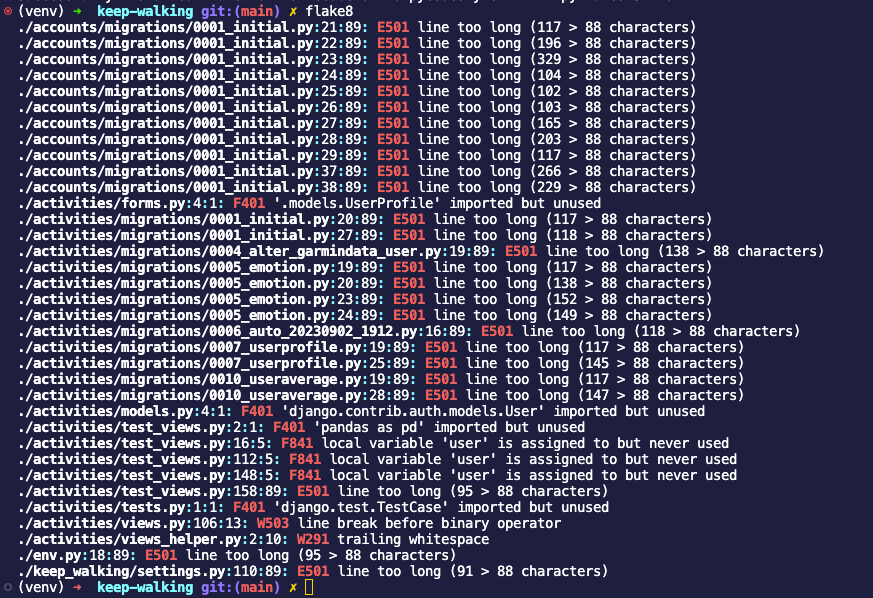 (venv) → keep-walking git:(main) ✗ flake8
./accounts/migrations/0001_initial.py:21:89: E501 line too long (117 > 88 characters)
./accounts/migrations/0001_initial.py:22:89: E501 line too long (196 > 88 characters)
./accounts/migrations/0001_initial.py:23:89: E501 line too long (329 > 88 characters)
./accounts/migrations/0001_initial.py:24:89: E501 line too long (104 > 88 characters)
./accounts/migrations/0001_initial.py:25:89: E501 line too long (102 > 88 characters)
./accounts/migrations/0001_initial.py:26:89: E501 line too long (103 > 88 characters)
./accounts/migrations/0001_initial.py:27:89: E501 line too long (165 > 88 characters)
./accounts/migrations/0001_initial.py:28:89: E501 line too long (203 > 88 characters)
./accounts/migrations/0001_initial.py:29:89: E501 line too long (117 > 88 characters)
./accounts/migrations/0001_initial.py:37:89: E501 line too long (266 > 88 characters)
./accounts/migrations/0001_initial.py:38:89: E501 line too long (229 > 88 characters)
./activities/forms.py:4:1: F401 '.models.UserProfile' imported but unused
./activities/migrations/0001_initial.py:20:89: E501 line too long (117 > 88 characters)
./activities/migrations/0001_initial.py:27:89: E501 line too long (118 > 88 characters)
./activities/migrations/0004_alter_garmindata_user.py:19:89: E501 line too long (138 > 88 characters)
./activities/migrations/0005_emotion.py:19:89: E501 line too long (117 > 88 characters)
./activities/migrations/0005_emotion.py:20:89: E501 line too long (138 > 88 characters)
./activities/migrations/0005_emotion.py:23:89: E501 line too long (152 > 88 characters)
./activities/migrations/0005_emotion.py:24:89: E501 line too long (149 > 88 characters)
./activities/migrations/0006_auto_20230902_1912.py:16:89: E501 line too long (118 > 88 characters)
./activities/migrations/0007_userprofile.py:19:89: E501 line too long (117 > 88 characters)
./activities/migrations/0007_userprofile.py:25:89: E501 line too long (145 > 88 characters)
./activities/migrations/0010_useraverage.py:19:89: E501 line too long (117 > 88 characters)
./activities/migrations/0010_useraverage.py:28:89: E501 line too long (147 > 88 characters)
./activities/models.py:4:1: F401 'django.contrib.auth.models.User' imported but unused
./activities/test_views.py:2:1: F401 'pandas as pd' imported but unused
./activities/test_views.py:16:5: F841 local variable 'user' is assigned to but never used
./activities/test_views.py:112:5: F841 local variable 'user' is assigned to but never used
./activities/test_views.py:148:5: F841 local variable 'user' is assigned to but never used
./activities/test_views.py:158:89: E501 line too long (95 > 88 characters)
./activities/tests.py:1:1: F401 'django.test.TestCase' imported but unused
./activities/views.py:106:13: W503 line break before binary operator
./activities/views_helper.py:2:10: W291 trailing whitespace
./env.py:18:89: E501 line too long (95 > 88 characters)
./keep_walking/settings.py:110:89: E501 line too long (91 > 88 characters)
(venv) → keep-walking git:(main) ✗